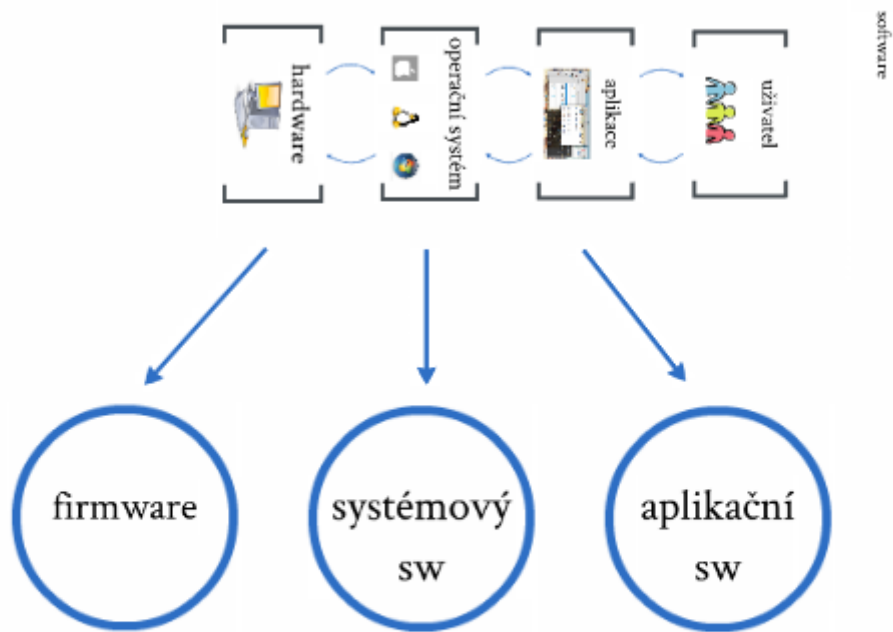 software
hardware
operační systém
aplikace
uživatel
firmware
systémový
sw
aplikační
sw